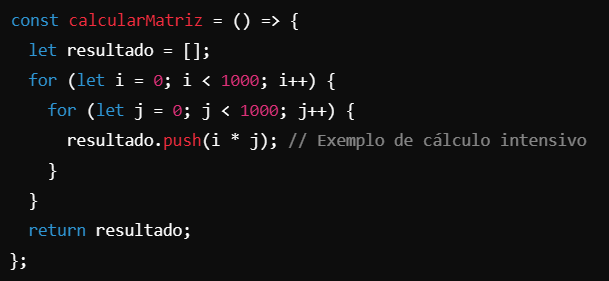 const calcularMatriz = () => {
  let resultado = [];
  for (let i = 0; i < 1000; i++) {
    for (let j = 0; j < 1000; j++) {
      resultado.push(i * j); // Exemplo de cálculo intensivo
    }
  }
  return resultado;
};